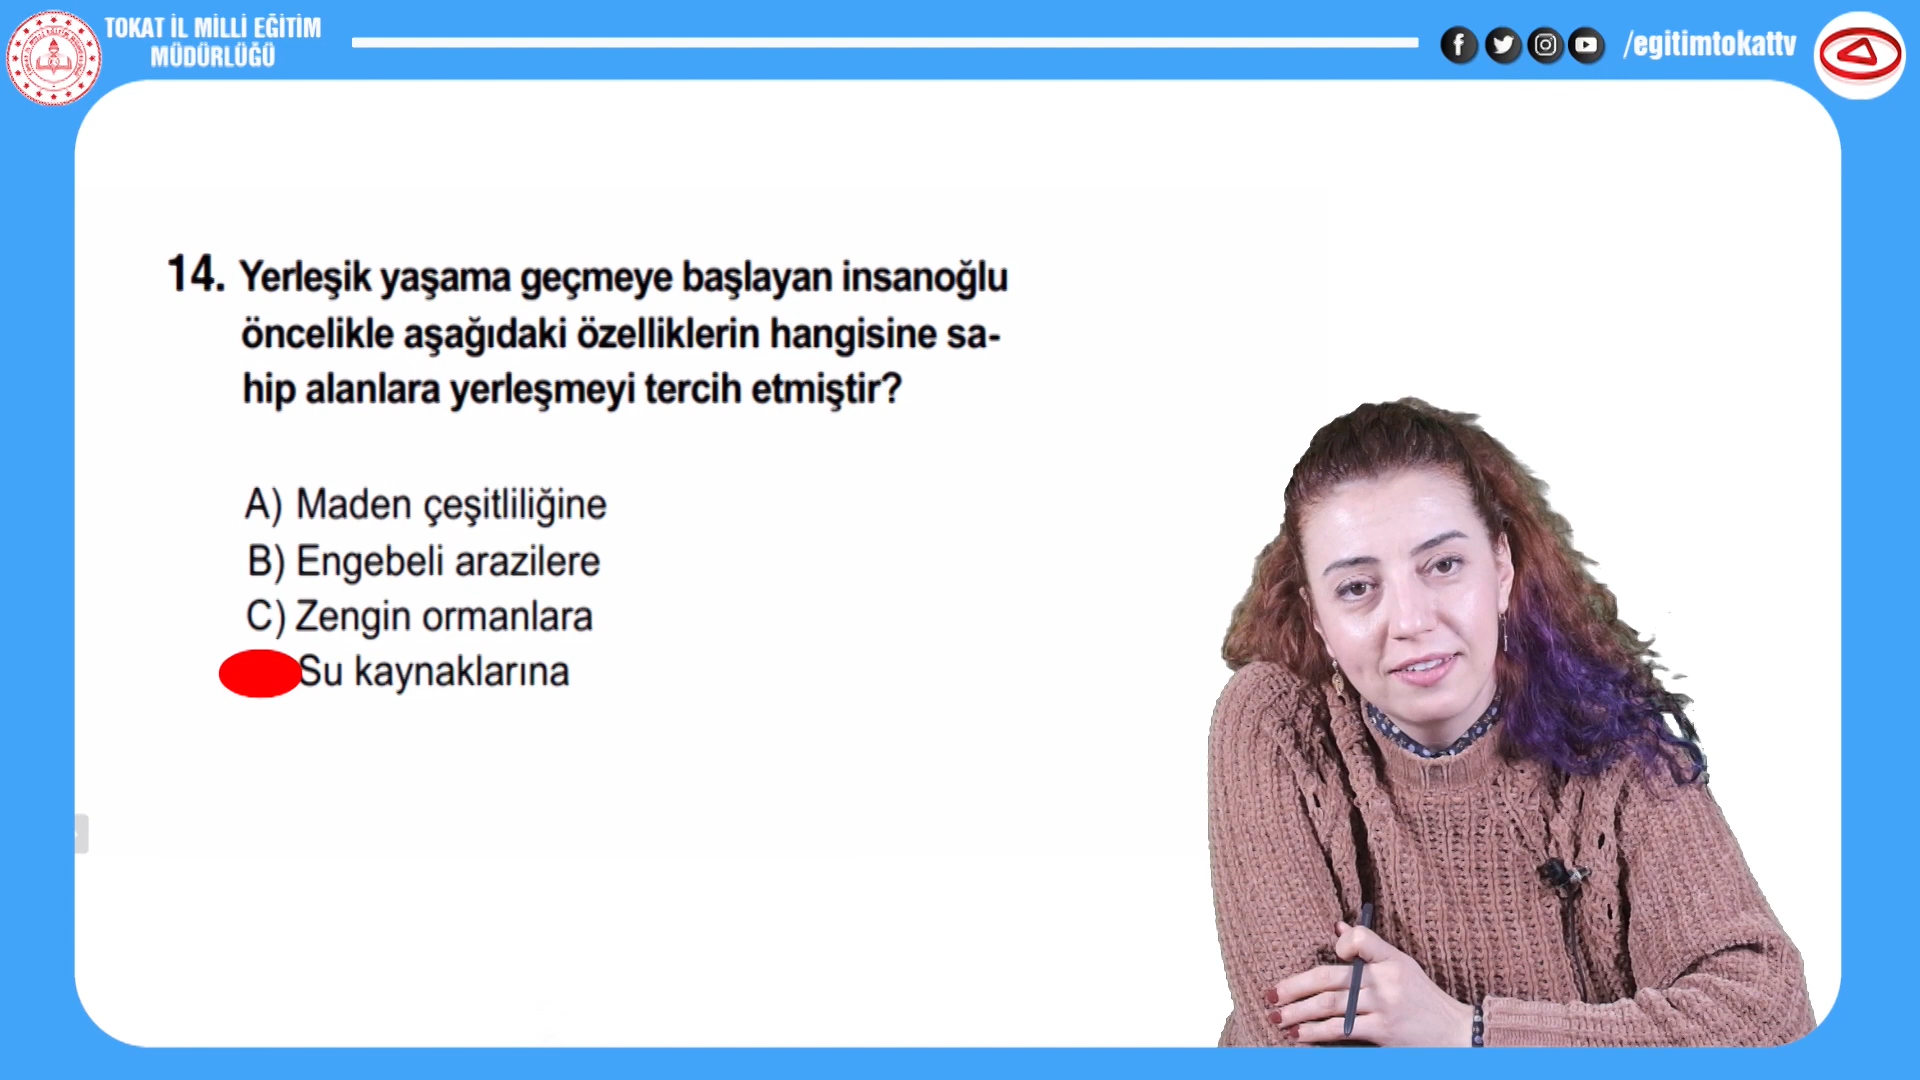 TOKAT İL MİLLİ EĞİTİM
MÜDÜRLÜĞÜ
/egitimtokattv
14. Yerleşik yaşama geçmeye başlayan insanoğlu
öncelikle aşağıdaki özelliklerin hangisine sa-
hip alanlara yerleşmeyi tercih etmiştir?
A) Maden çeşitliliğine
B) Engebeli arazilere
C) Zengin ormanlara
Su kaynaklarına